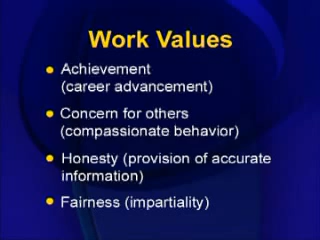 Work Values
Achievement
(career advancement)
Concern for others
(compassionate behavior)
Honesty (provision of accurate
information)
Fairness (impartiality)